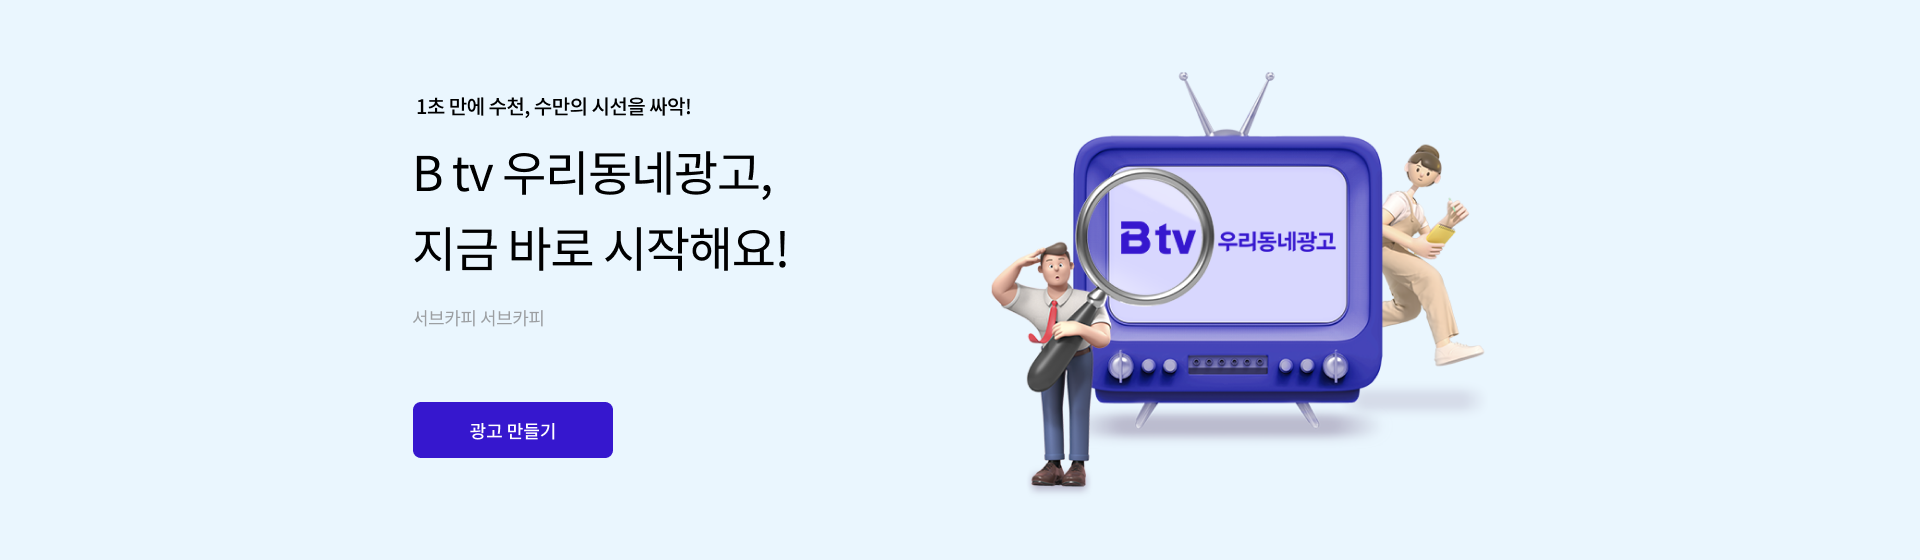 1초 만에 수천, 수만의 시선을 싸악!
B tv 우리동네광고,
지금 바로 시작해요!
서브카피 서브카피
광고 만들기
B tv 우리동네광고